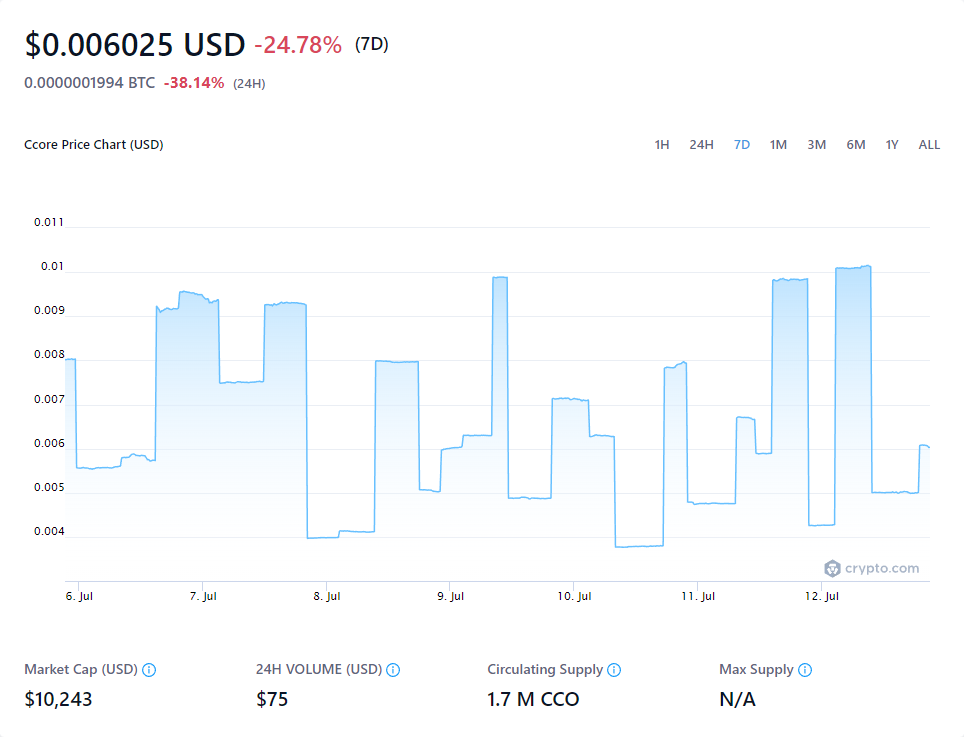 $0.006025 USD -24.78% (7D)
0.0000001994 BTC -38.14% (24H)
Ccore Price Chart (USD)
1H 24H 7D 1M 3M 6M 1Y ALL
0.011
0.01
0.009
0.008
0.007
0.006
0.005
0.004
crypto.com
6. Jul 7. Jul 8. Jul 9. Jul 10. Jul 11. Jul 12. Jul
Market Cap (USD) 24H VOLUME (USD) Circulating Supply Max Supply
$10,243 $75 1.7 M CCO N/A